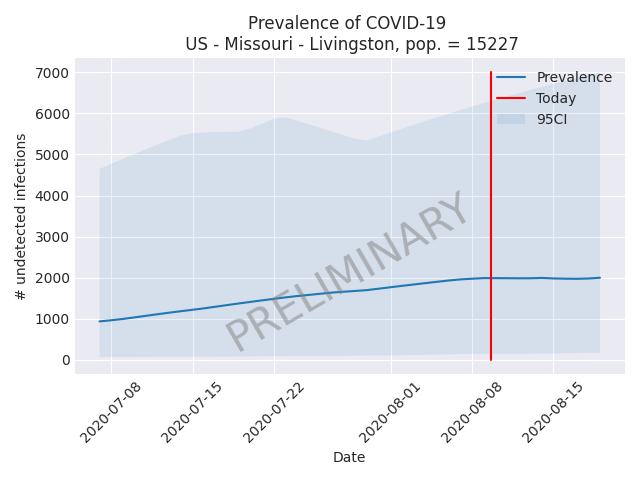 Prevalence of COVID-19
US - Missouri - Livingston, pop. = 15227
7000
6000
5000
4000
3000
2000
1000
0
# undetected infections
Prevalence
Today
95CI
PRELIMINARY
2020-07-08
2020-07-15
2020-07-22
2020-08-01
2020-08-08
2020-08-15
Date